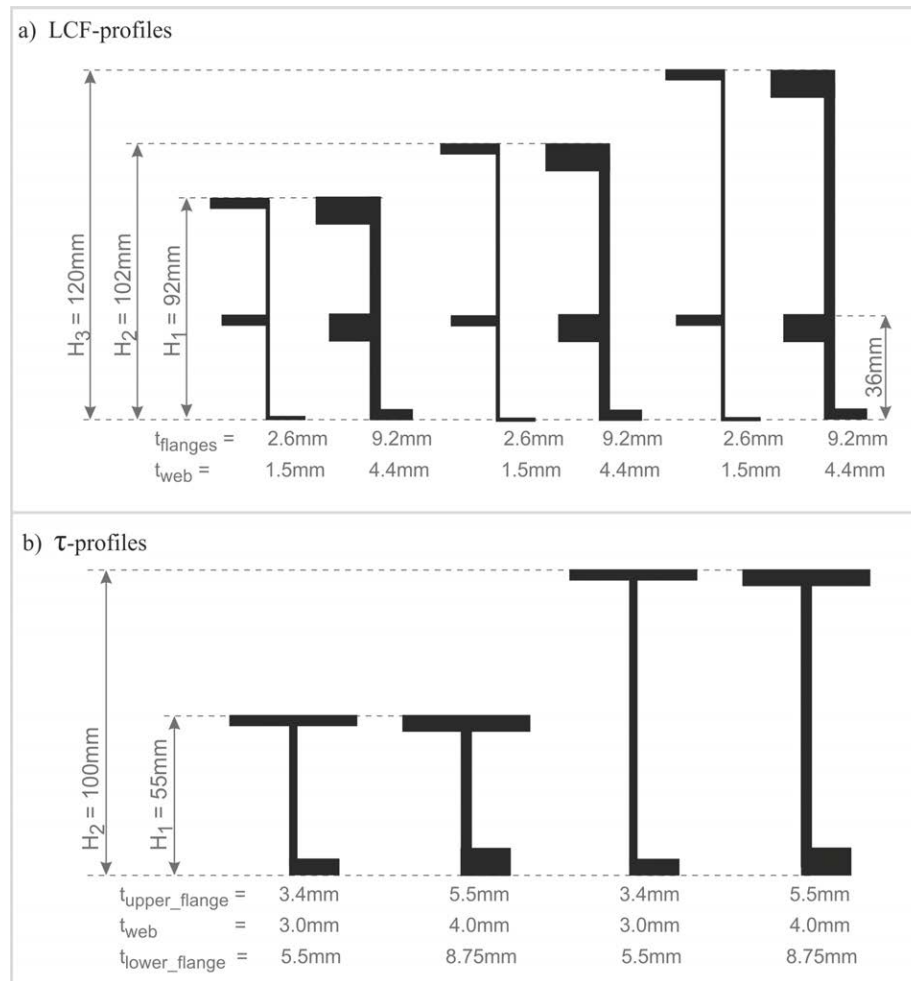 a) LCF-profiles
H3 = 120mm
H2 = 102mm
H1 = 92mm
36mm
tflanges = 2.6mm 9.2mm 2.6mm 9.2mm 2.6mm 9.2mm
tweb = 1.5mm 4.4mm 1.5mm 4.4mm 1.5mm 4.4mm
b) τ-profiles
H2 = 100mm
H1 = 55mm
tupper_flange = 3.4mm 5.5mm 3.4mm 5.5mm
tweb = 3.0mm 4.0mm 3.0mm 4.0mm
tlower_flange = 5.5mm 8.75mm 5.5mm 8.75mm